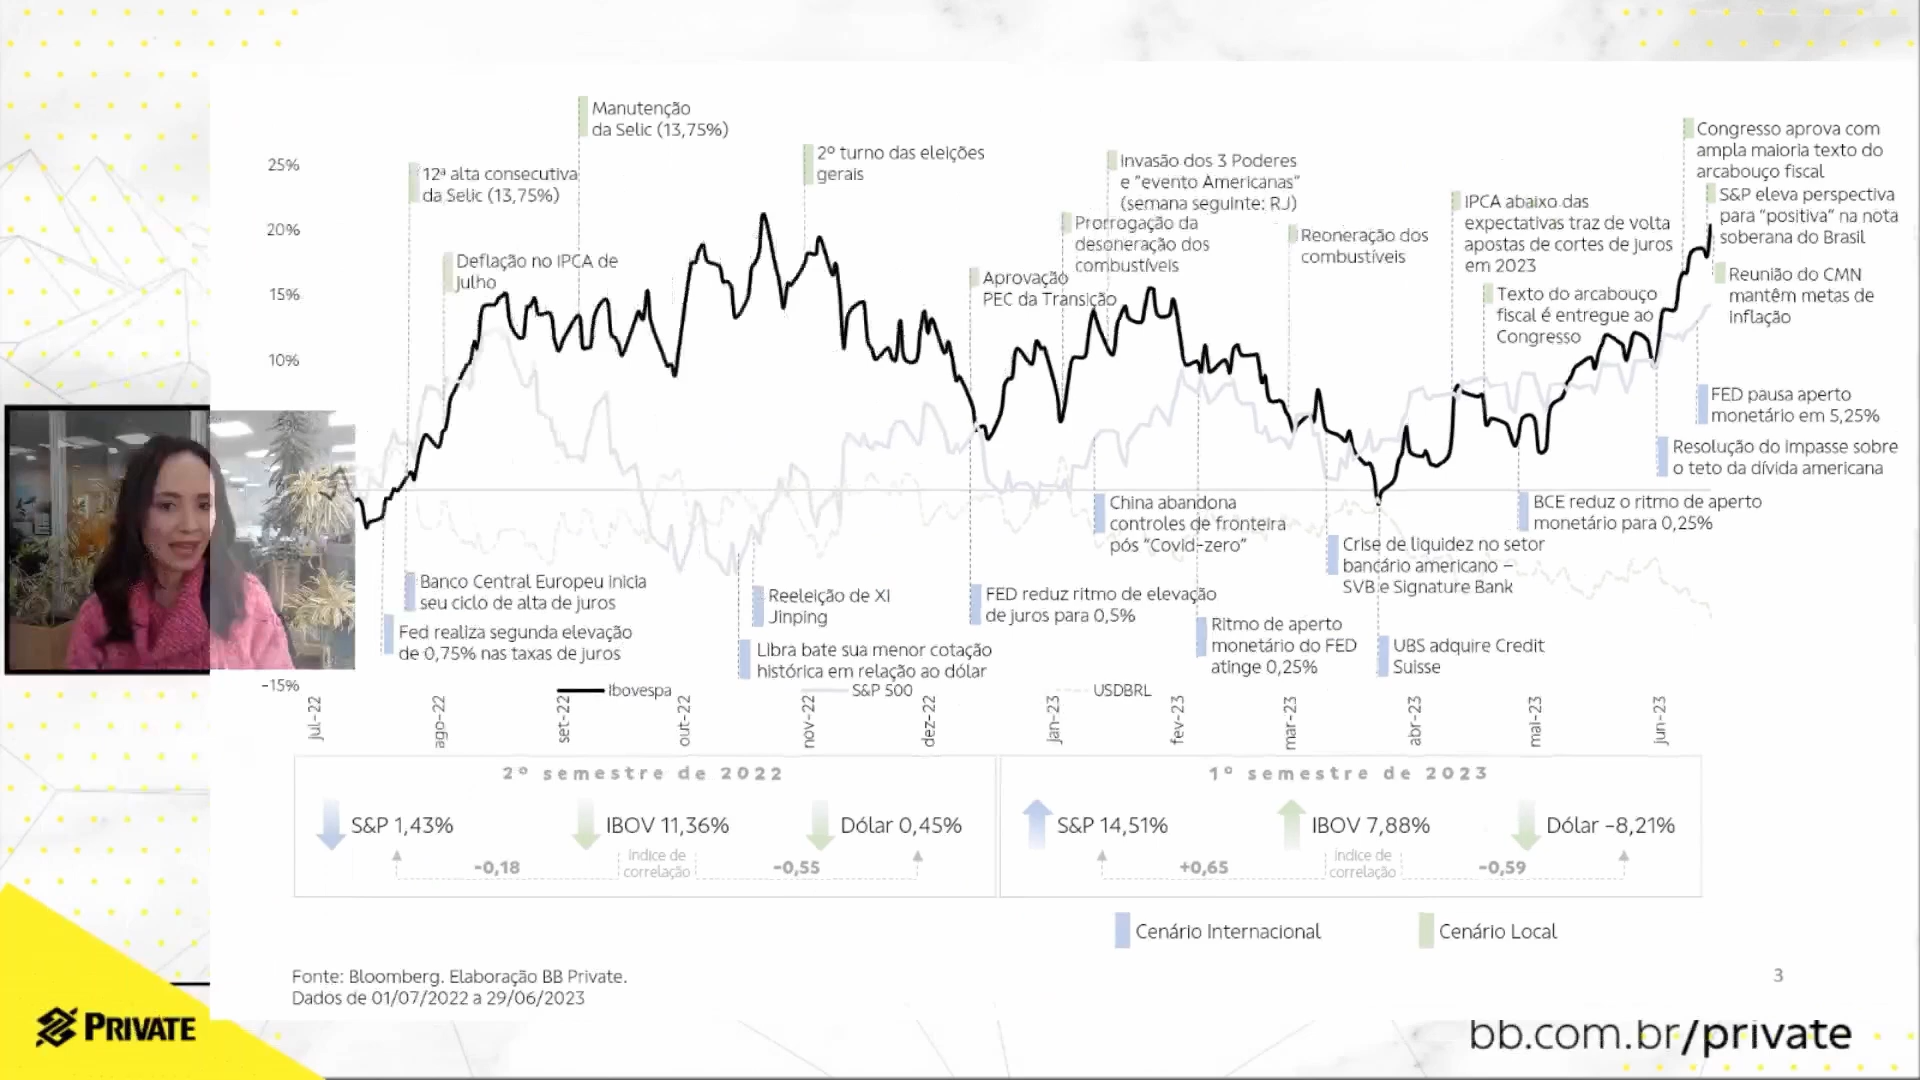 Manutenção
da Selic (13,75%)
12ª alta consecutiva
da Selic (13,75%)
2º turno das eleições
gerais
Invasão dos 3 Poderes
e "evento Americanas"
(semana seguinte: RJ)
Congresso aprova com
ampla maioria texto do
arcabouço fiscal
S&P eleva perspectiva
para "positiva" na nota
soberana do Brasil
IPCA abaixo das
expectativas traz de volta
apostas de cortes de juros
em 2023
Prorrogação da
desoneração dos
combustíveis
Reoneração dos
combustíveis
Deflação no IPCA de
Julho
Aprovação
PEC da Transição
Reunião do CMN
mantêm metas de
inflação
Texto do arcabouço
fiscal é entregue ao
Congresso
25%
20%
15%
10%
FED pausa aperto
monetário em 5,25%
Resolução do impasse sobre
o teto da dívida americana
China abandona
controles de fronteira
pós "Covid-zero"
BCE reduz o ritmo de aperto
monetário para 0,25%
Crise de liquidez no setor
bancário americano –
SVB e Signature Bank
Banco Central Europeu inicia
seu ciclo de alta de juros
Reeleição de XI
Jinping
FED reduz ritmo de elevação
de juros para 0,5%
Fed realiza segunda elevação
de 0,75% nas taxas de juros
Libra bate sua menor cotação
histórica em relação ao dólar
Ritmo de aperto
monetário do FED
atinge 0,25%
UBS adquire Credit
Suisse
-15%
Ibovespa
S&P 500
USDBRL
jul-22
ago-22
set-22
out-22
nov-22
dez-22
jan-23
fev-23
mar-23
abr-23
mai-23
jun-23
2º semestre de 2022
S&P 1,43%
IBOV 11,36%
Dólar 0,45%
-0,18
índice de
correlação
-0,55
1º semestre de 2023
S&P 14,51%
IBOV 7,88%
Dólar -8,21%
+0,65
índice de
correlação
-0,59
Cenário Internacional
Cenário Local
Fonte: Bloomberg. Elaboração BB Private.
Dados de 01/07/2022 a 29/06/2023
3
PRIVATE
bb.com.br/private